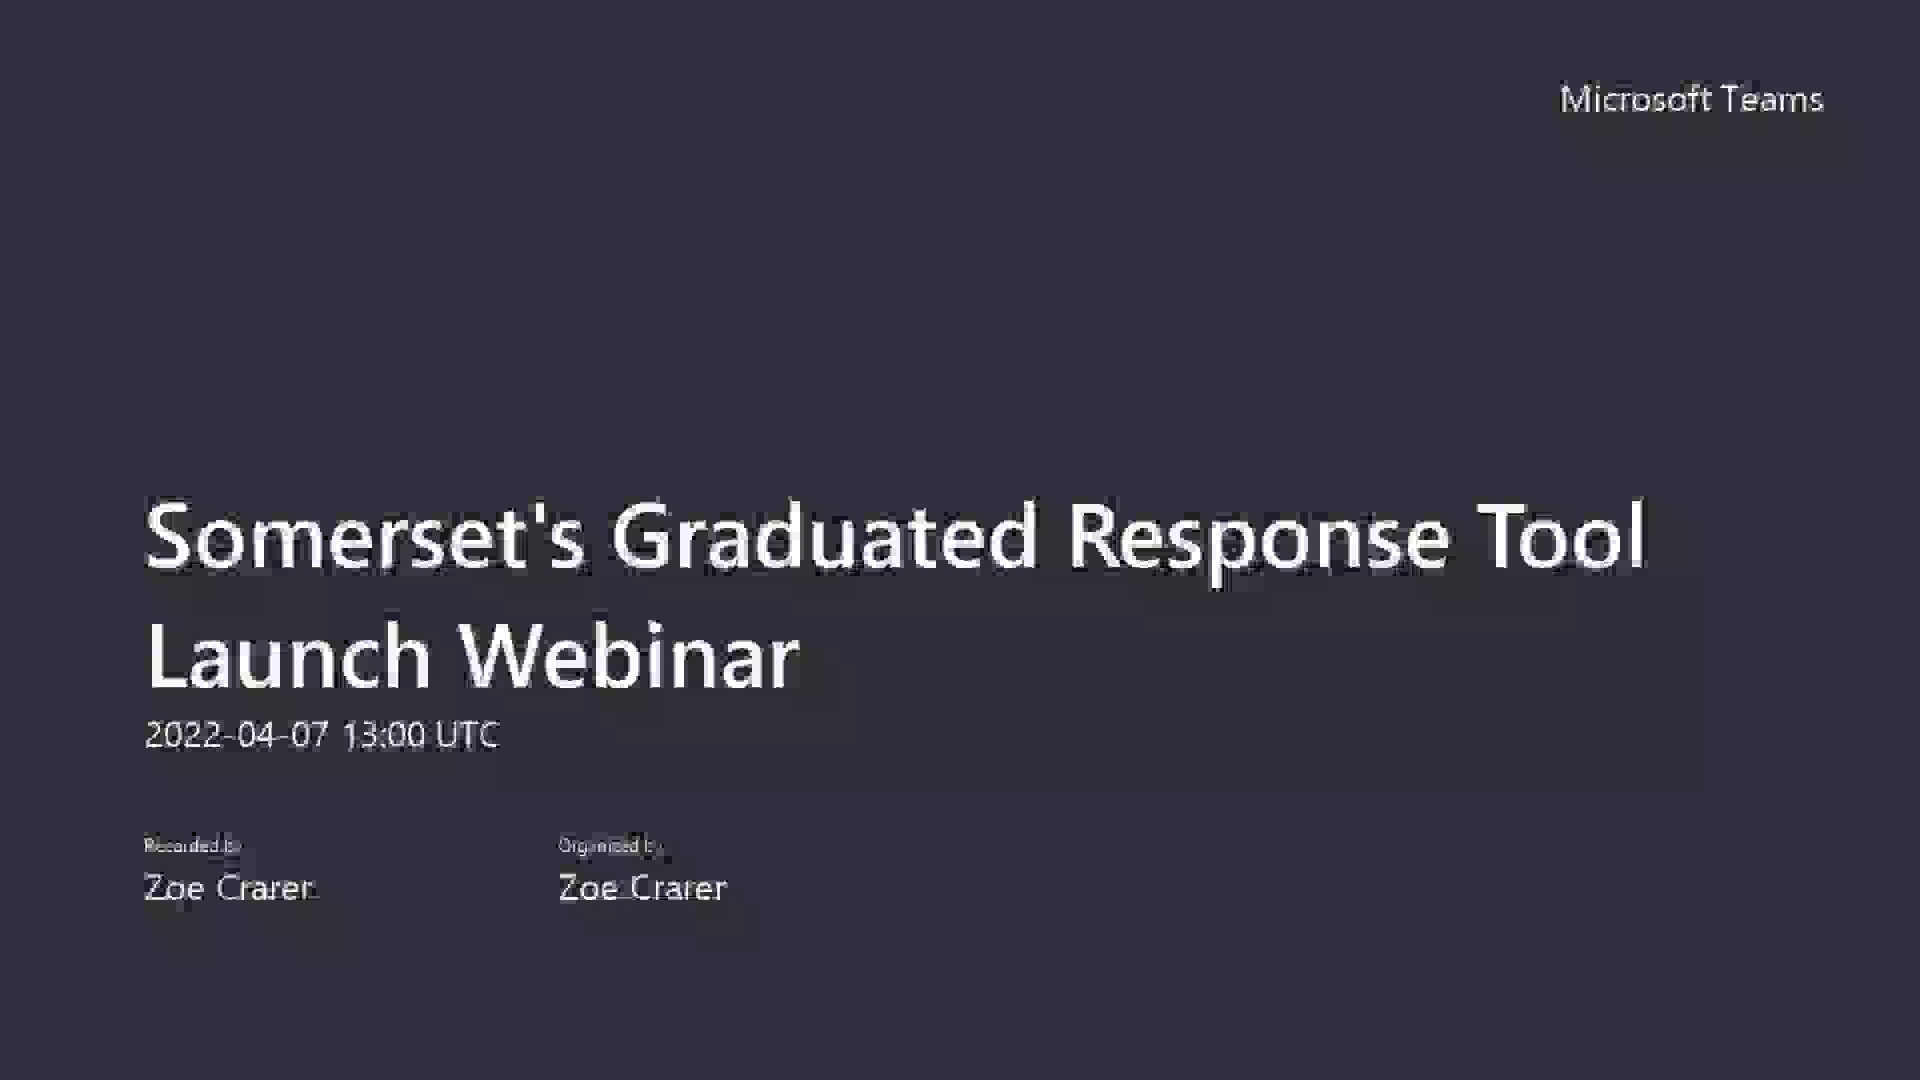 Microsoft Teams
Somerset's Graduated Response Tool
Launch Webinar
2022-04-07 13:00 UTC
Recorded by
Organized by
Zoe Crarer
Zoe Crarer